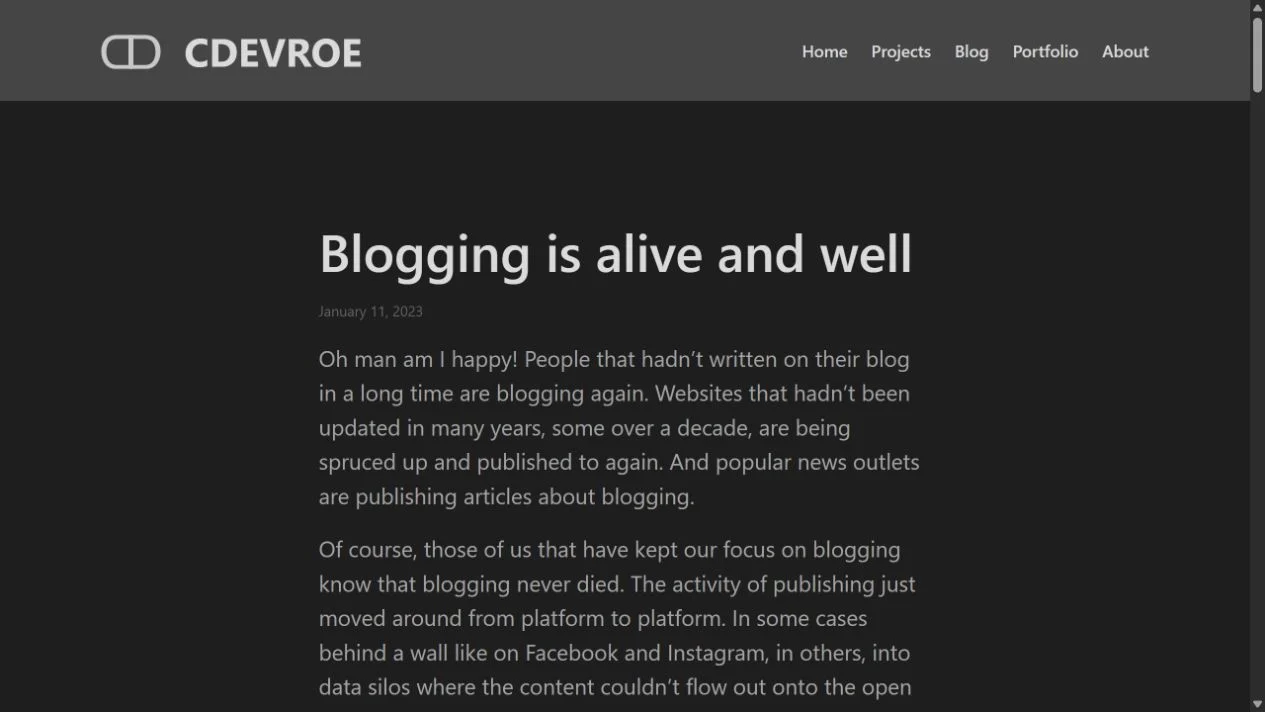 CDEVROE
Home Projects Blog Portfolio About
Blogging is alive and well
January 11, 2023
Oh man am I happy! People that hadn’t written on their blog
in a long time are blogging again. Websites that hadn’t been
updated in many years, some over a decade, are being
spruced up and published to again. And popular news outlets
are publishing articles about blogging.
Of course, those of us that have kept our focus on blogging
know that blogging never died. The activity of publishing just
moved around from platform to platform. In some cases
behind a wall like on Facebook and Instagram, in others, into
data silos where the content couldn’t flow out onto the open